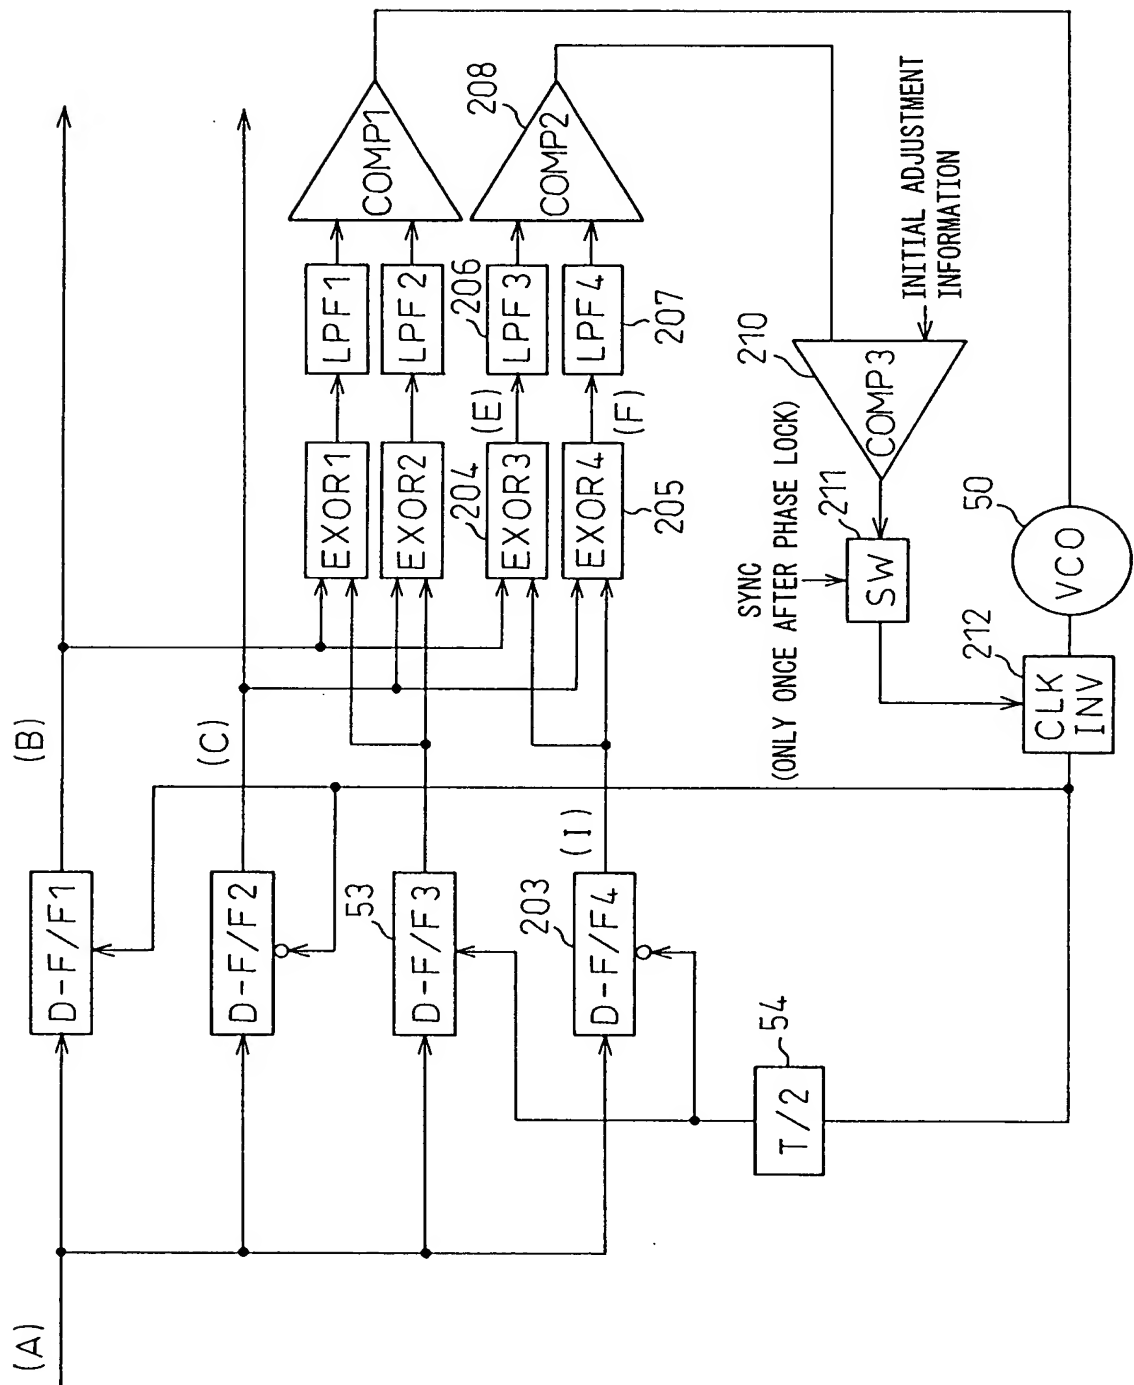 (A)
(B)
(C)
D-F/F1
D-F/F2
D-F/F3
53
D-F/F4
203
(I)
T/2
54
EXOR1
EXOR2
EXOR3
204
EXOR4
205
(E)
(F)
LPF1
LPF2
LPF3
206
LPF4
207
COMP1
COMP2
208
COMP3
210
INITIAL ADJUSTMENT
INFORMATION
SYNC
(ONLY ONCE AFTER PHASE LOCK)
SW
211
CLK
INV
212
VCO
50